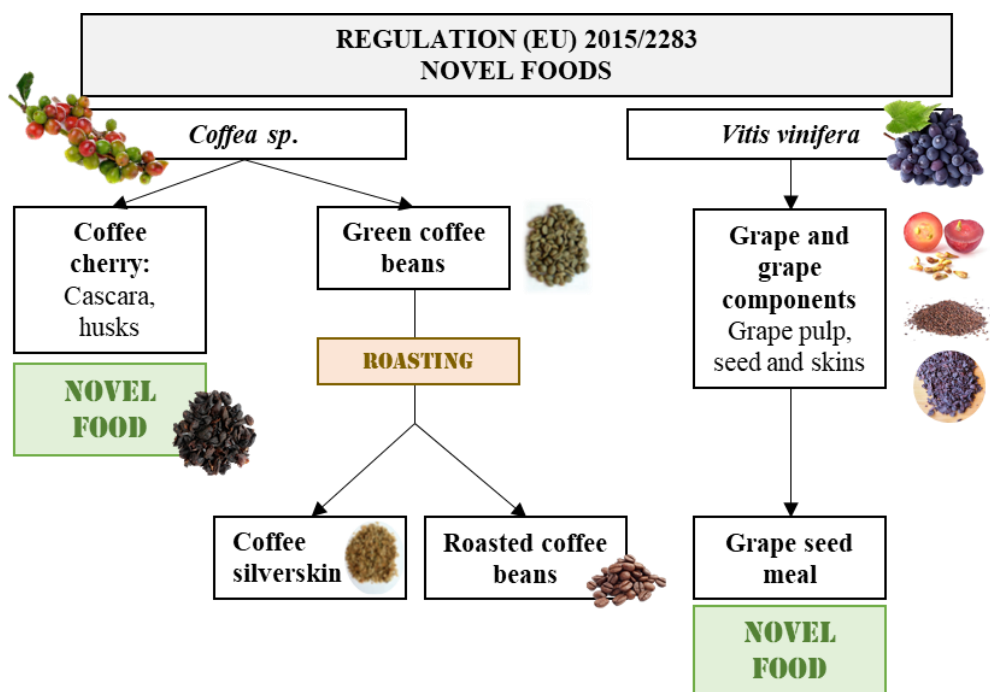 REGULATION (EU) 2015/2283
NOVEL FOODS
Coffea sp.
Vitis vinifera
Coffee
cherry:
Cascara,
husks
Green coffee
beans
Grape and
grape
components
Grape pulp,
seed and skins
ROASTING
NOVEL
FOOD
Coffee
silverskin
Roasted coffee
beans
Grape seed
meal
NOVEL
FOOD